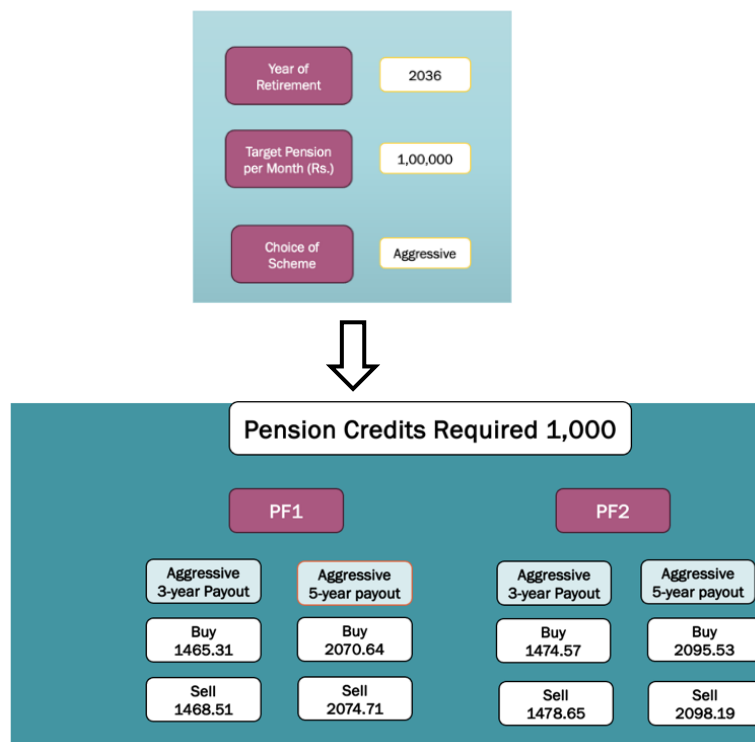 Year of
Retirement
2036
Target Pension
per Month (Rs.)
1,00,000
Choice of
Scheme
Aggressive
Pension Credits Required 1,000
PF1
PF2
Aggressive
3-year Payout
Aggressive
5-year payout
Aggressive
3-year Payout
Aggressive
5-year payout
Buy
1465.31
Buy
2070.64
Buy
1474.57
Buy
2095.53
Sell
1468.51
Sell
2074.71
Sell
1478.65
Sell
2098.19